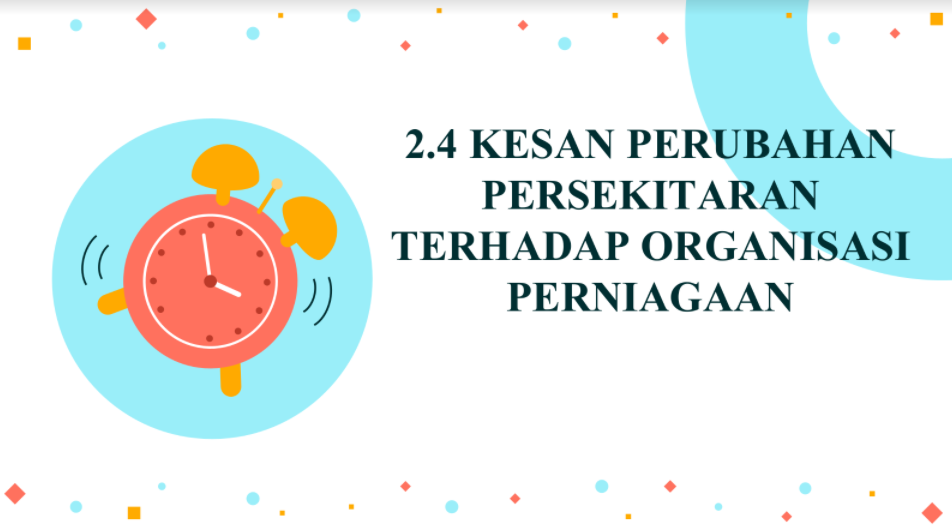 2.4 KESAN PERUBAHAN
PERSEKITARAN
TERHADAP ORGANISASI
PERNIAGAAN